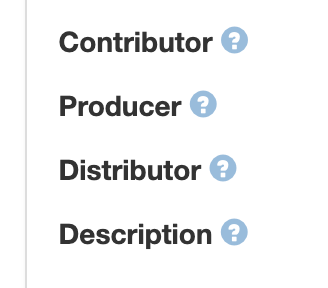 Contributor ?
Producer ?
Distributor ?
Description ?